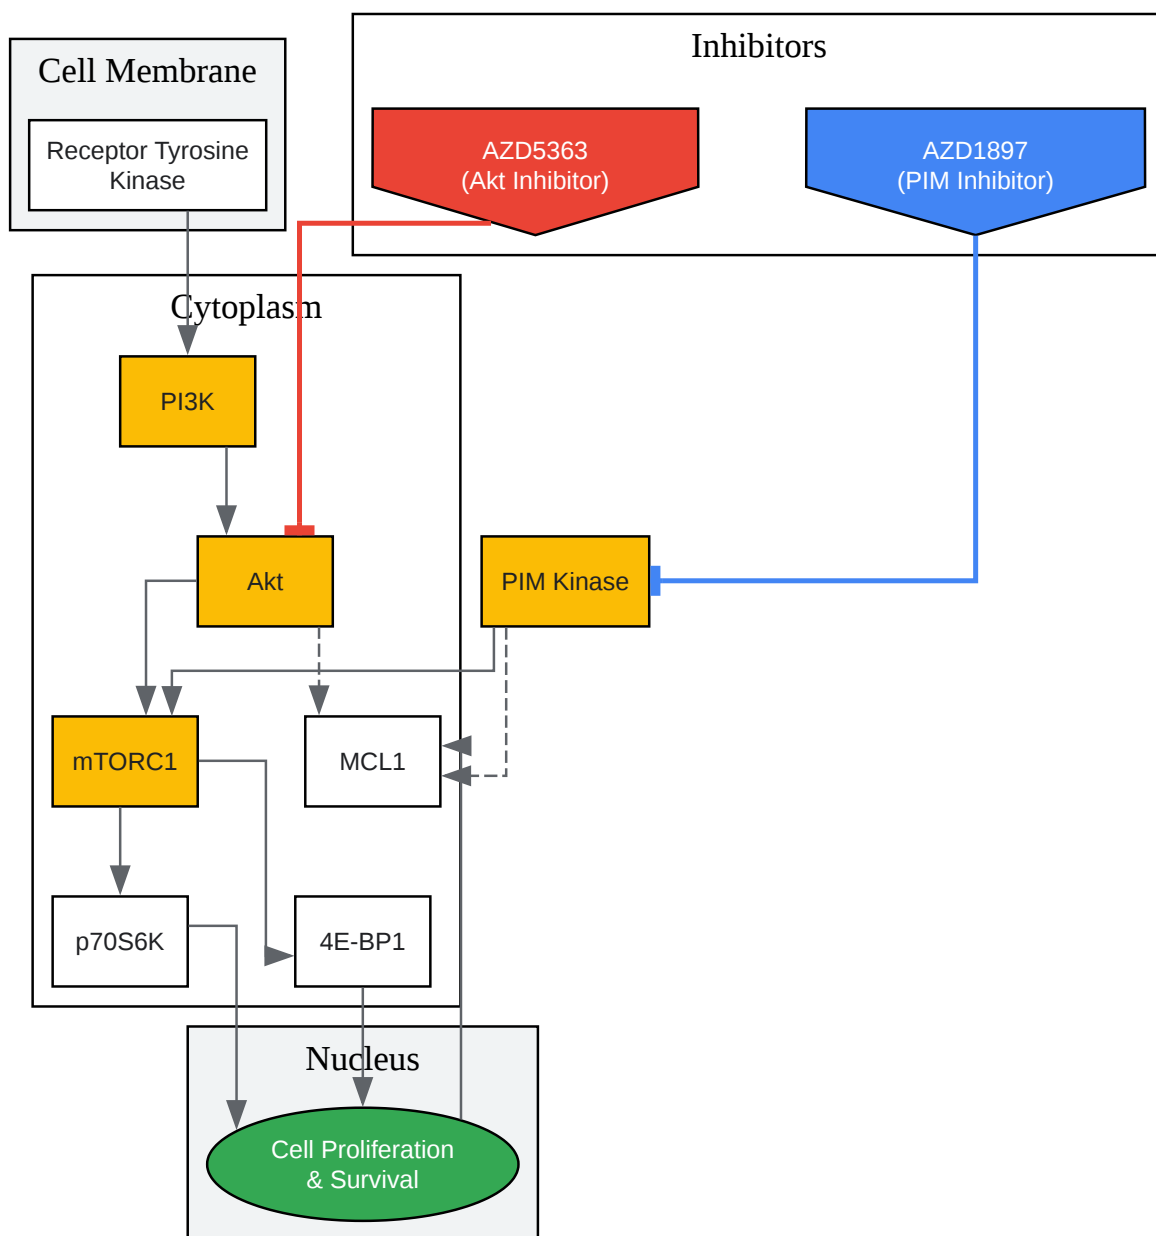 Inhibitors
Cell Membrane
Receptor Tyrosine
Kinase
AZD5363
(Akt Inhibitor)
AZD1897
(PIM Inhibitor)
Cytoplasm
PI3K
Akt
PIM Kinase
mTORC1
MCL1
p70S6K
4E-BP1
Nucleus
Cell Proliferation
& Survival